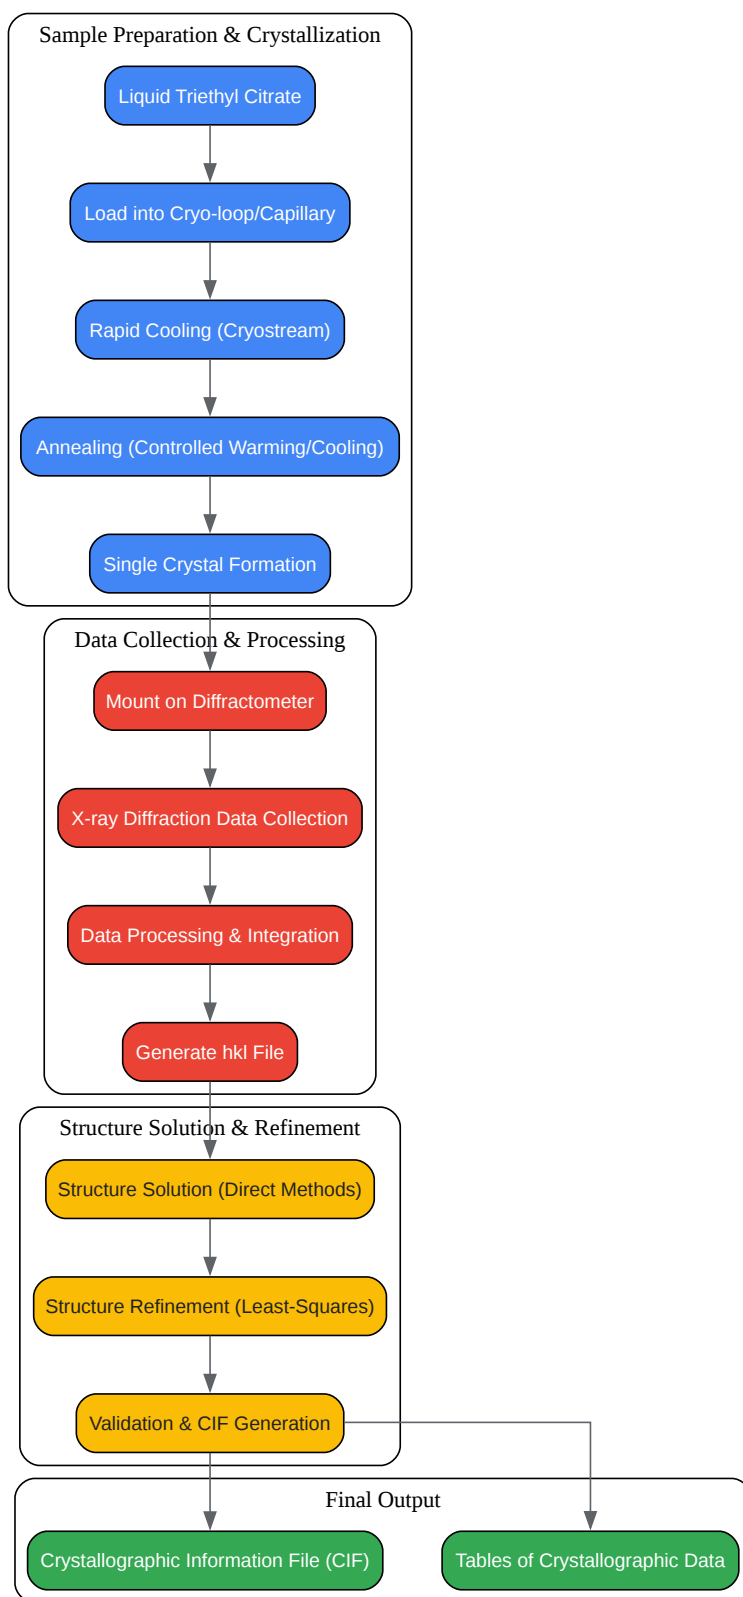 Sample Preparation & Crystallization
Liquid Triethyl Citrate
Load into Cryo-loop/Capillary
Rapid Cooling (Cryostream)
Annealing (Controlled Warming/Cooling)
Single Crystal Formation
Data Collection & Processing
Mount on Diffractometer
X-ray Diffraction Data Collection
Data Processing & Integration
Generate hkl File
Structure Solution & Refinement
Structure Solution (Direct Methods)
Structure Refinement (Least-Squares)
Validation & CIF Generation
Final Output
Crystallographic Information File (CIF)
Tables of Crystallographic Data